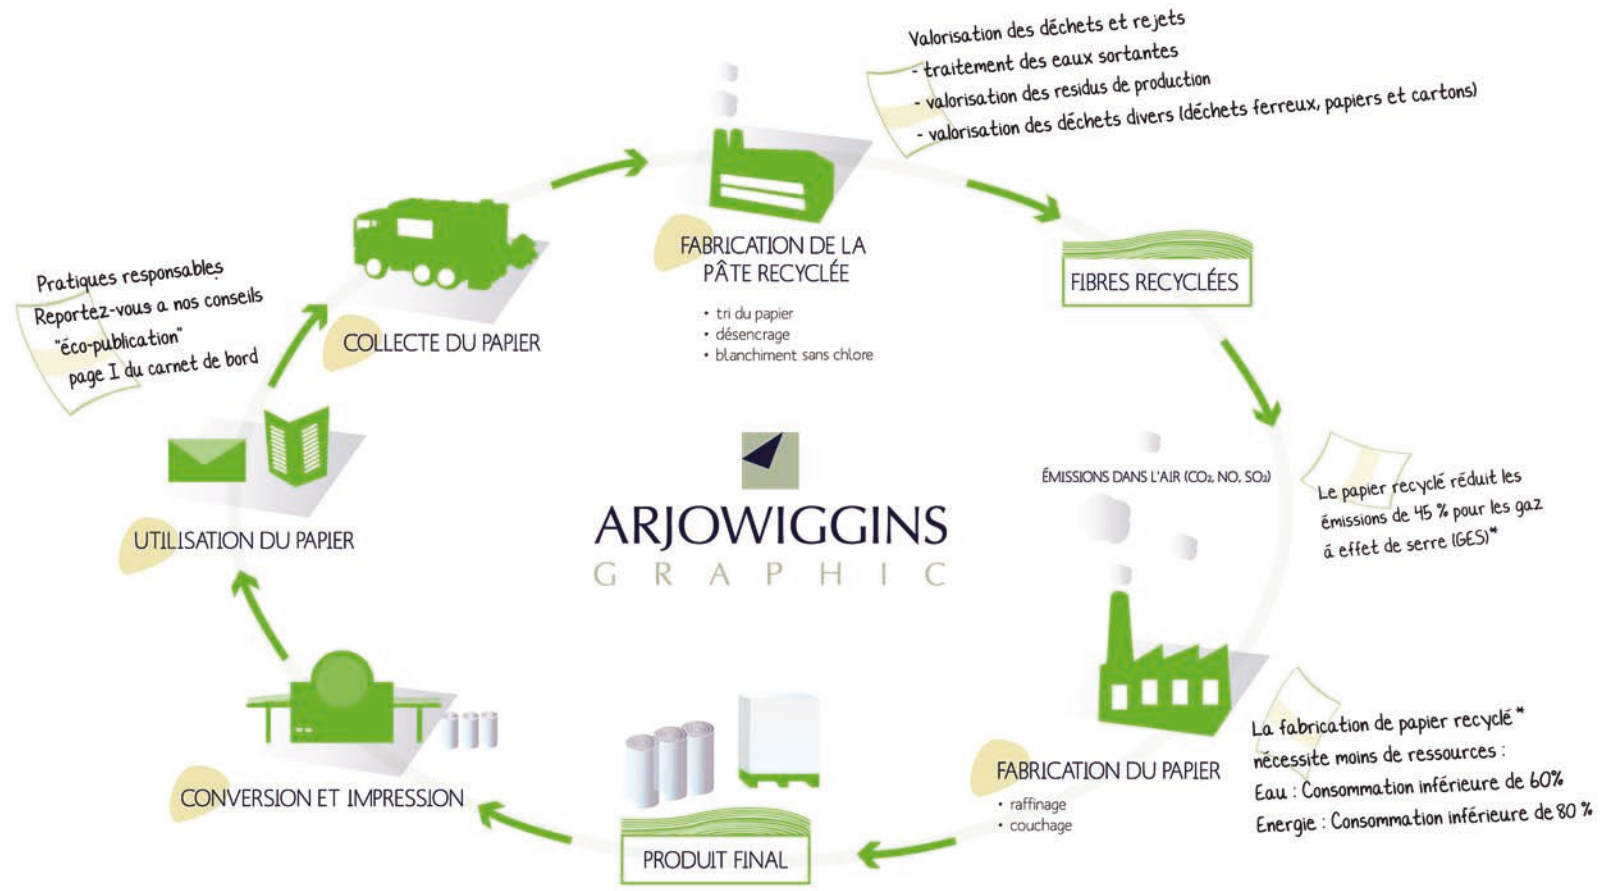 Valorisation des déchets et rejets
- traitement des eaux sortantes
- valorisation des residus de production
- valorisation des déchets divers (déchets ferreux, papiers et cartons)
FABRICATION DE LA
PÂTE RECYCLÉE
• tri du papier
• désencrage
• blanchiment sans chlore
FIBRES RECYCLÉES
Pratiques responsables
Reportez-vous a nos conseils
"éco-publication"
page I du carnet de bord
COLLECTE DU PAPIER
ÉMISSIONS DANS L'AIR (CO₂, NO, SO₂)
Le papier recyclé réduit les
émissions de 45 % pour les gaz
á effet de serre (GES)*
ARJOWIGGINS
GRAPHIC
UTILISATION DU PAPIER
La fabrication de papier recyclé*
nécessite moins de ressources :
Eau : Consommation inférieure de 60%
Energie : Consommation inférieure de 80 %
FABRICATION DU PAPIER
• raffinage
• couchage
CONVERSION ET IMPRESSION
PRODUIT FINAL